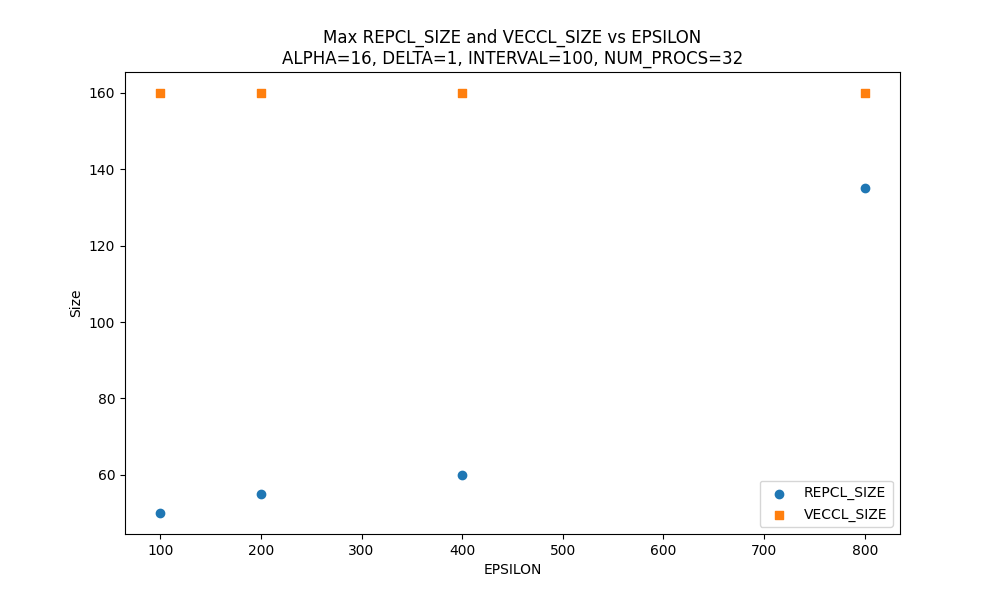 Max REPCL_SIZE and VECCL_SIZE vs EPSILON
ALPHA=16, DELTA=1, INTERVAL=100, NUM_PROCS=32
160
140
120
100
80
60
Size
REPCL_SIZE
VECCL_SIZE
100 200 300 400 500 600 700 800
EPSILON